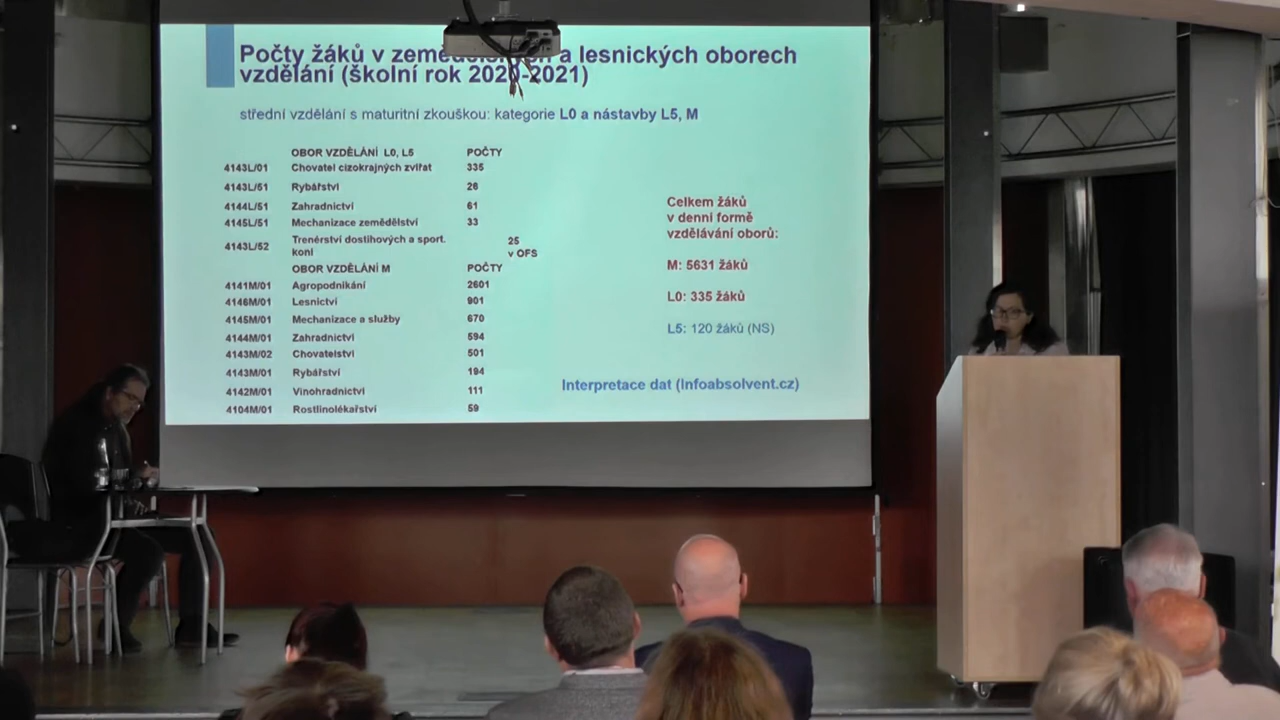 Počty žáků v a lesnických oborech
vzdělání (školní rok 2020-2021)
střední vzdělání s maturitní zkouškou: kategorie L0 a nástavby L5, M
OBOR VZDĚLÁNÍ L0, L5 POČTY
4143L/01 Chovatel cizokrajných zvířat 335
4143L/51 Rybářství 26
4144L/51 Zahradnictví 61
4145L/51 Mechanizace zemědělství 33
4143L/52 Trenérství dostihových a sport. koní 25 v OFS
OBOR VZDĚLÁNÍ M POČTY
4141M/01 Agropodnikání 2601
4146M/01 Lesnictví 901
4145M/01 Mechanizace a služby 670
4144M/01 Zahradnictví 594
4143M/02 Chovatelství 501
4143M/01 Rybářství 194
4142M/01 Vinohradnictví 111
4104M/01 Rostlinolékařství 59
Celkem žáků
v denní formě
vzdělávání oborů:
M: 5631 žáků
L0: 335 žáků
L5: 120 žáků (NS)
Interpretace dat (Infoabsolvent.cz)